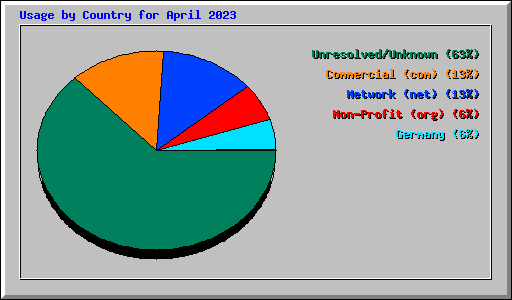 Usage by Country for April 2023
Unresolved/Unknown (63%)
Commercial (com) (13%)
Network (net) (13%)
Non-Profit (org) (6%)
Germany (6%)